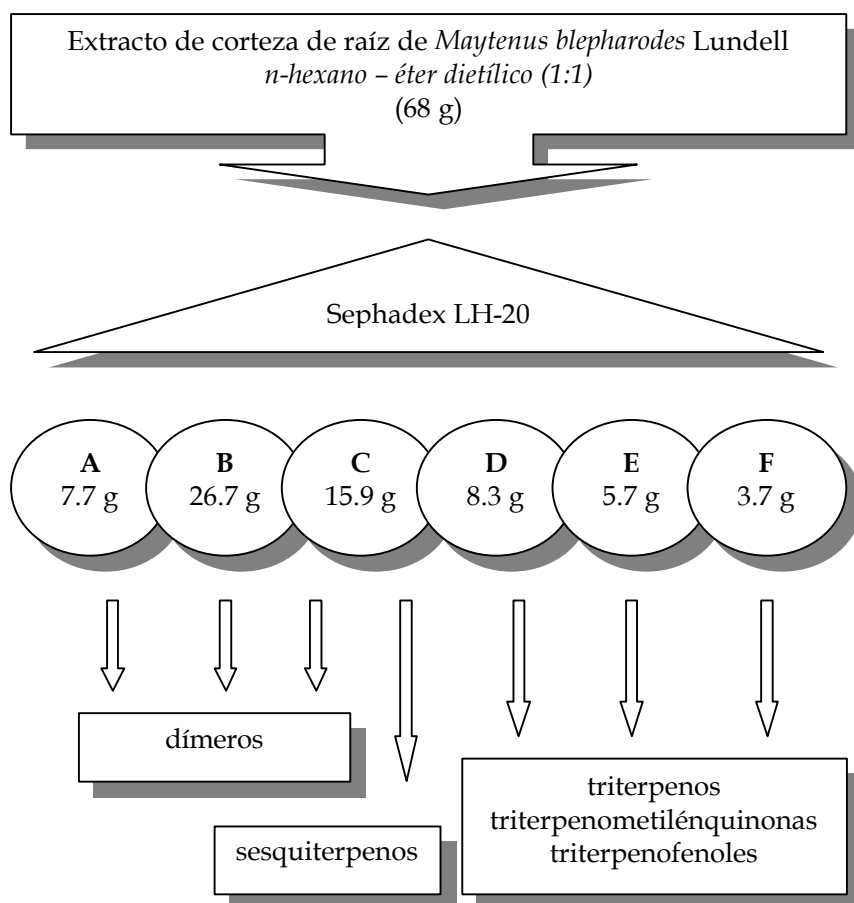 Extracto de corteza de raíz de Maytenus blepharodes Lundell
n-hexano – éter dietílico (1:1)
(68 g)
Sephadex LH-20
A
7.7 g
B
26.7 g
C
15.9 g
D
8.3 g
E
5.7 g
F
3.7 g
dímeros
sesquiterpenos
triterpenos
triterpenometilénquinonas
triterpenofenoles